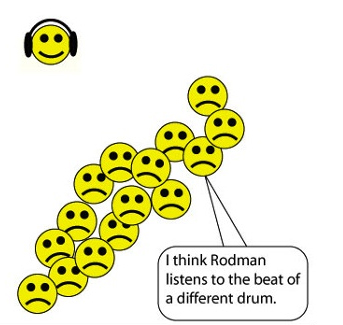 I think Rodman
listens to the beat of
a different drum.